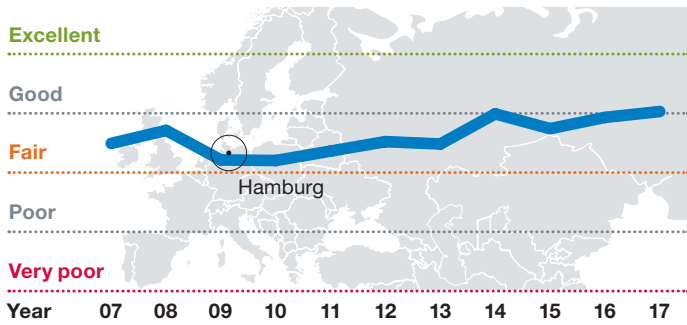 Excellent
Good
Fair
Hamburg
Poor
Very poor
Year 07 08 09 10 11 12 13 14 15 16 17